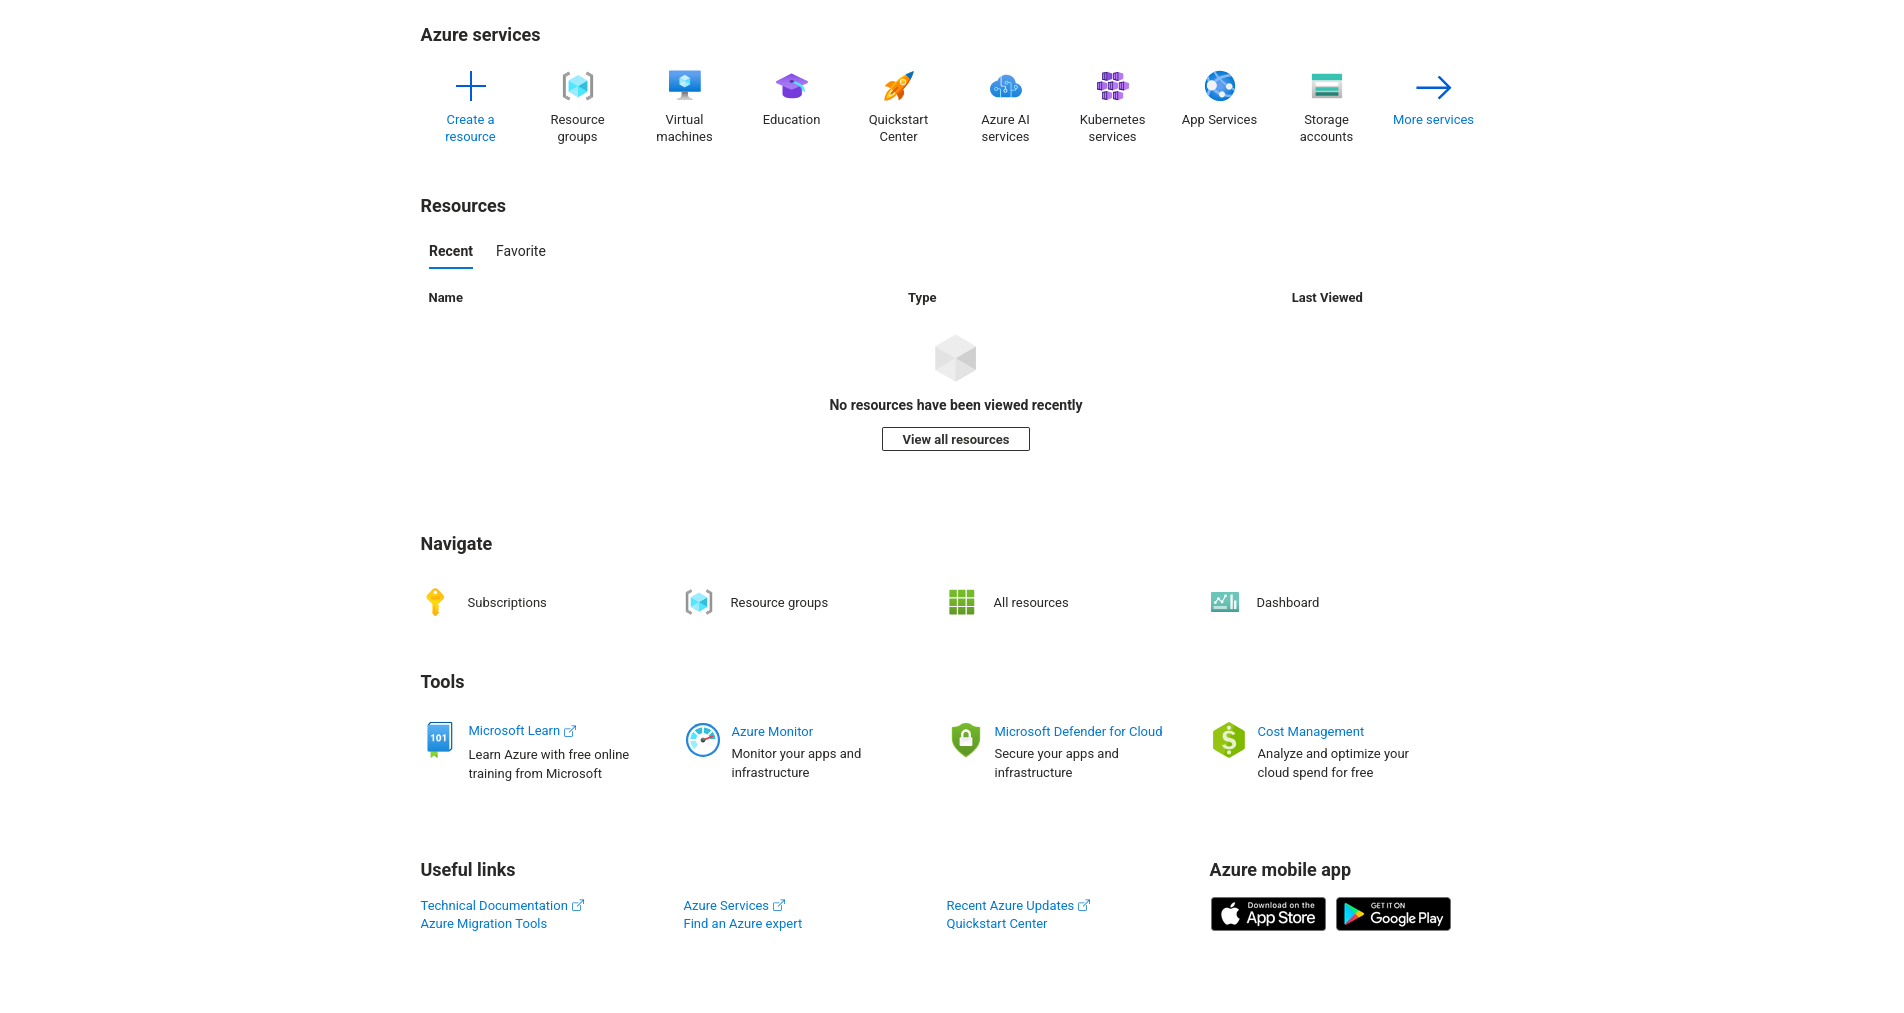 Azure services
Create a resource
Resource groups
Virtual machines
Education
Quickstart Center
Azure AI services
Kubernetes services
App Services
Storage accounts
More services
Resources
Recent Favorite
Name Type Last Viewed
No resources have been viewed recently
View all resources
Navigate
Subscriptions
Resource groups
All resources
Dashboard
Tools
101
Microsoft Learn
Learn Azure with free online
training from Microsoft
Azure Monitor
Monitor your apps and
infrastructure
Microsoft Defender for Cloud
Secure your apps and
infrastructure
$
Cost Management
Analyze and optimize your
cloud spend for free
Useful links
Technical Documentation
Azure Migration Tools
Azure Services
Find an Azure expert
Recent Azure Updates
Quickstart Center
Azure mobile app
Download on the
App Store
GET IT ON
Google Play